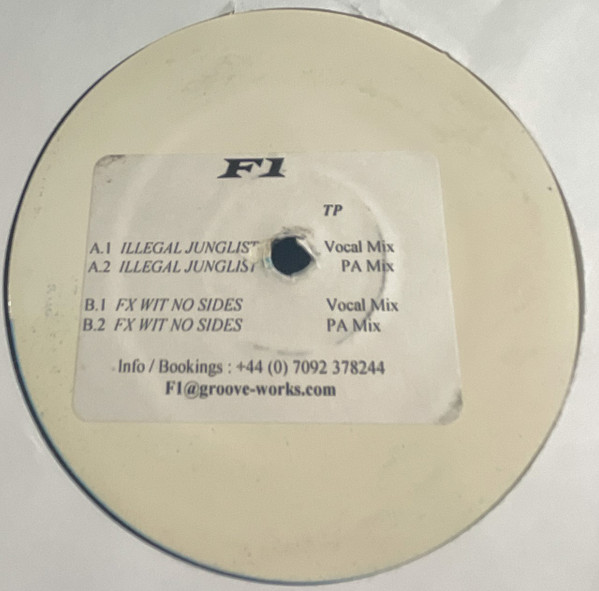 F1
TP
A.1 ILLEGAL JUNGLIST Vocal Mix
A.2 ILLEGAL JUNGLIST PA Mix
B.1 FX WIT NO SIDES Vocal Mix
B.2 FX WIT NO SIDES PA Mix
Info / Bookings : +44 (0) 7092 378244
F1@groove-works.com